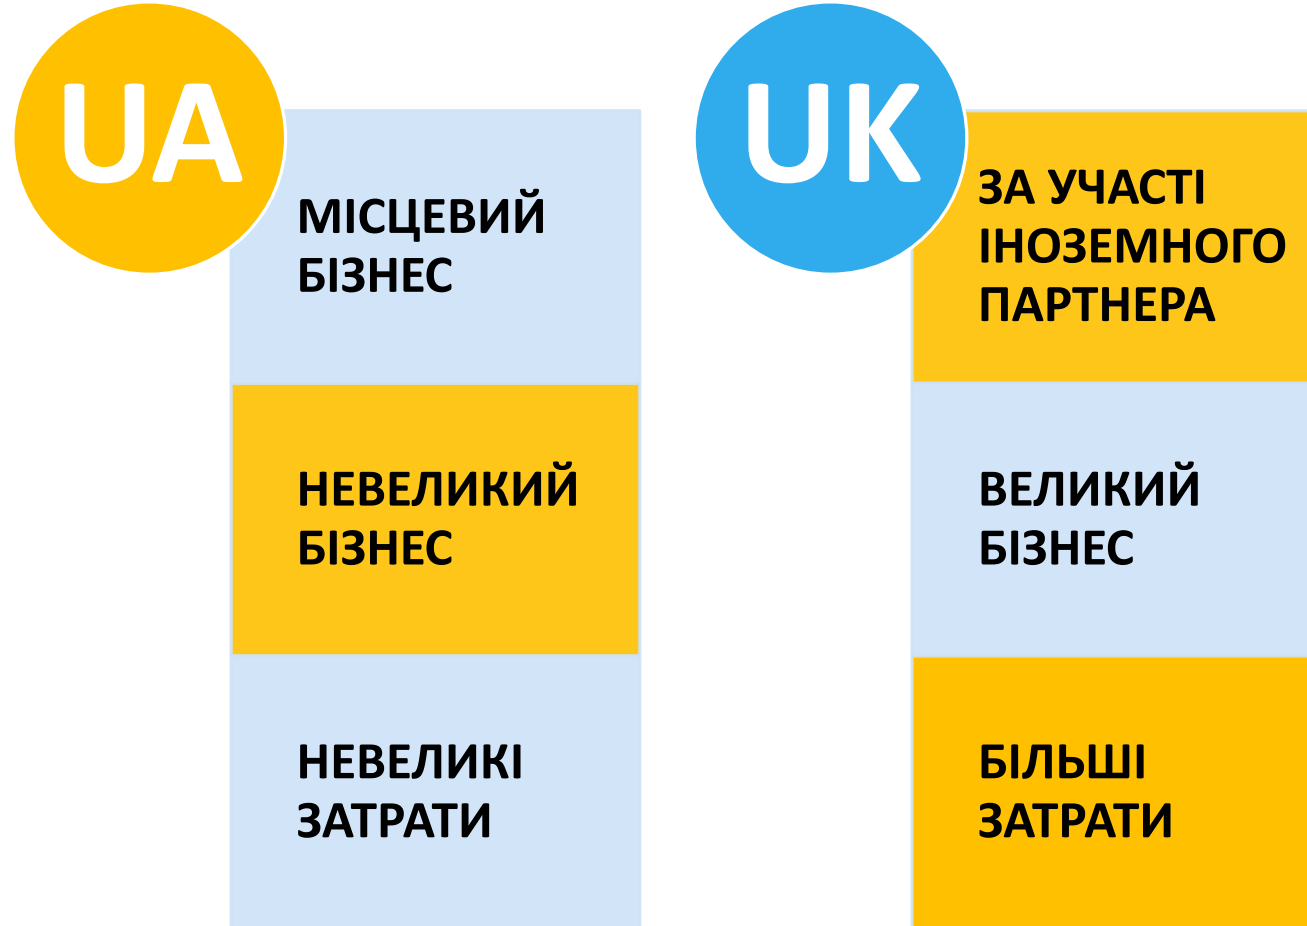 UA
МІСЦЕВИЙ
БІЗНЕС
НЕВЕЛИКИЙ
БІЗНЕС
НЕВЕЛИКІ
ЗАТРАТИ
UK
ЗА УЧАСТІ
ІНОЗЕМНОГО
ПАРТНЕРА
ВЕЛИКИЙ
БІЗНЕС
БІЛЬШІ
ЗАТРАТИ